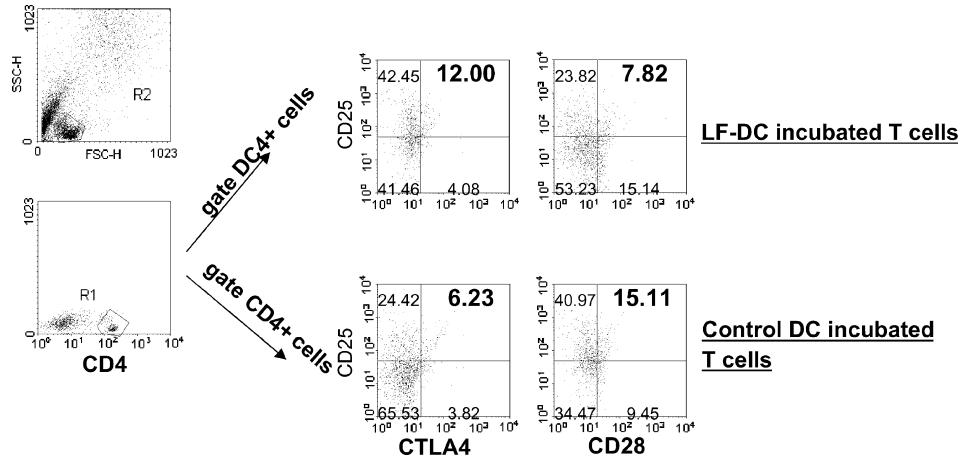 1023
SSC-H
R2
0
0
FSC-H
1023
1023
R1
0
10⁰ 10¹ 10² 10³ 10⁴
CD4
gate DC4+ cells
gate CD4+ cells
10⁴
10³
10²
10¹
10⁰
CD25
42.45
12.00
41.46
4.08
10⁰ 10¹ 10² 10³ 10⁴
10⁴
10³
10²
10¹
10⁰
23.82
7.82
53.23
15.14
10⁰ 10¹ 10² 10³ 10⁴
LF-DC incubated T cells
10⁴
10³
10²
10¹
10⁰
CD25
24.42
6.23
65.53
3.82
10⁰ 10¹ 10² 10³ 10⁴
CTLA4
10⁴
10³
10²
10¹
10⁰
40.97
15.11
34.47
9.45
10⁰ 10¹ 10² 10³ 10⁴
CD28
Control DC incubated
T cells